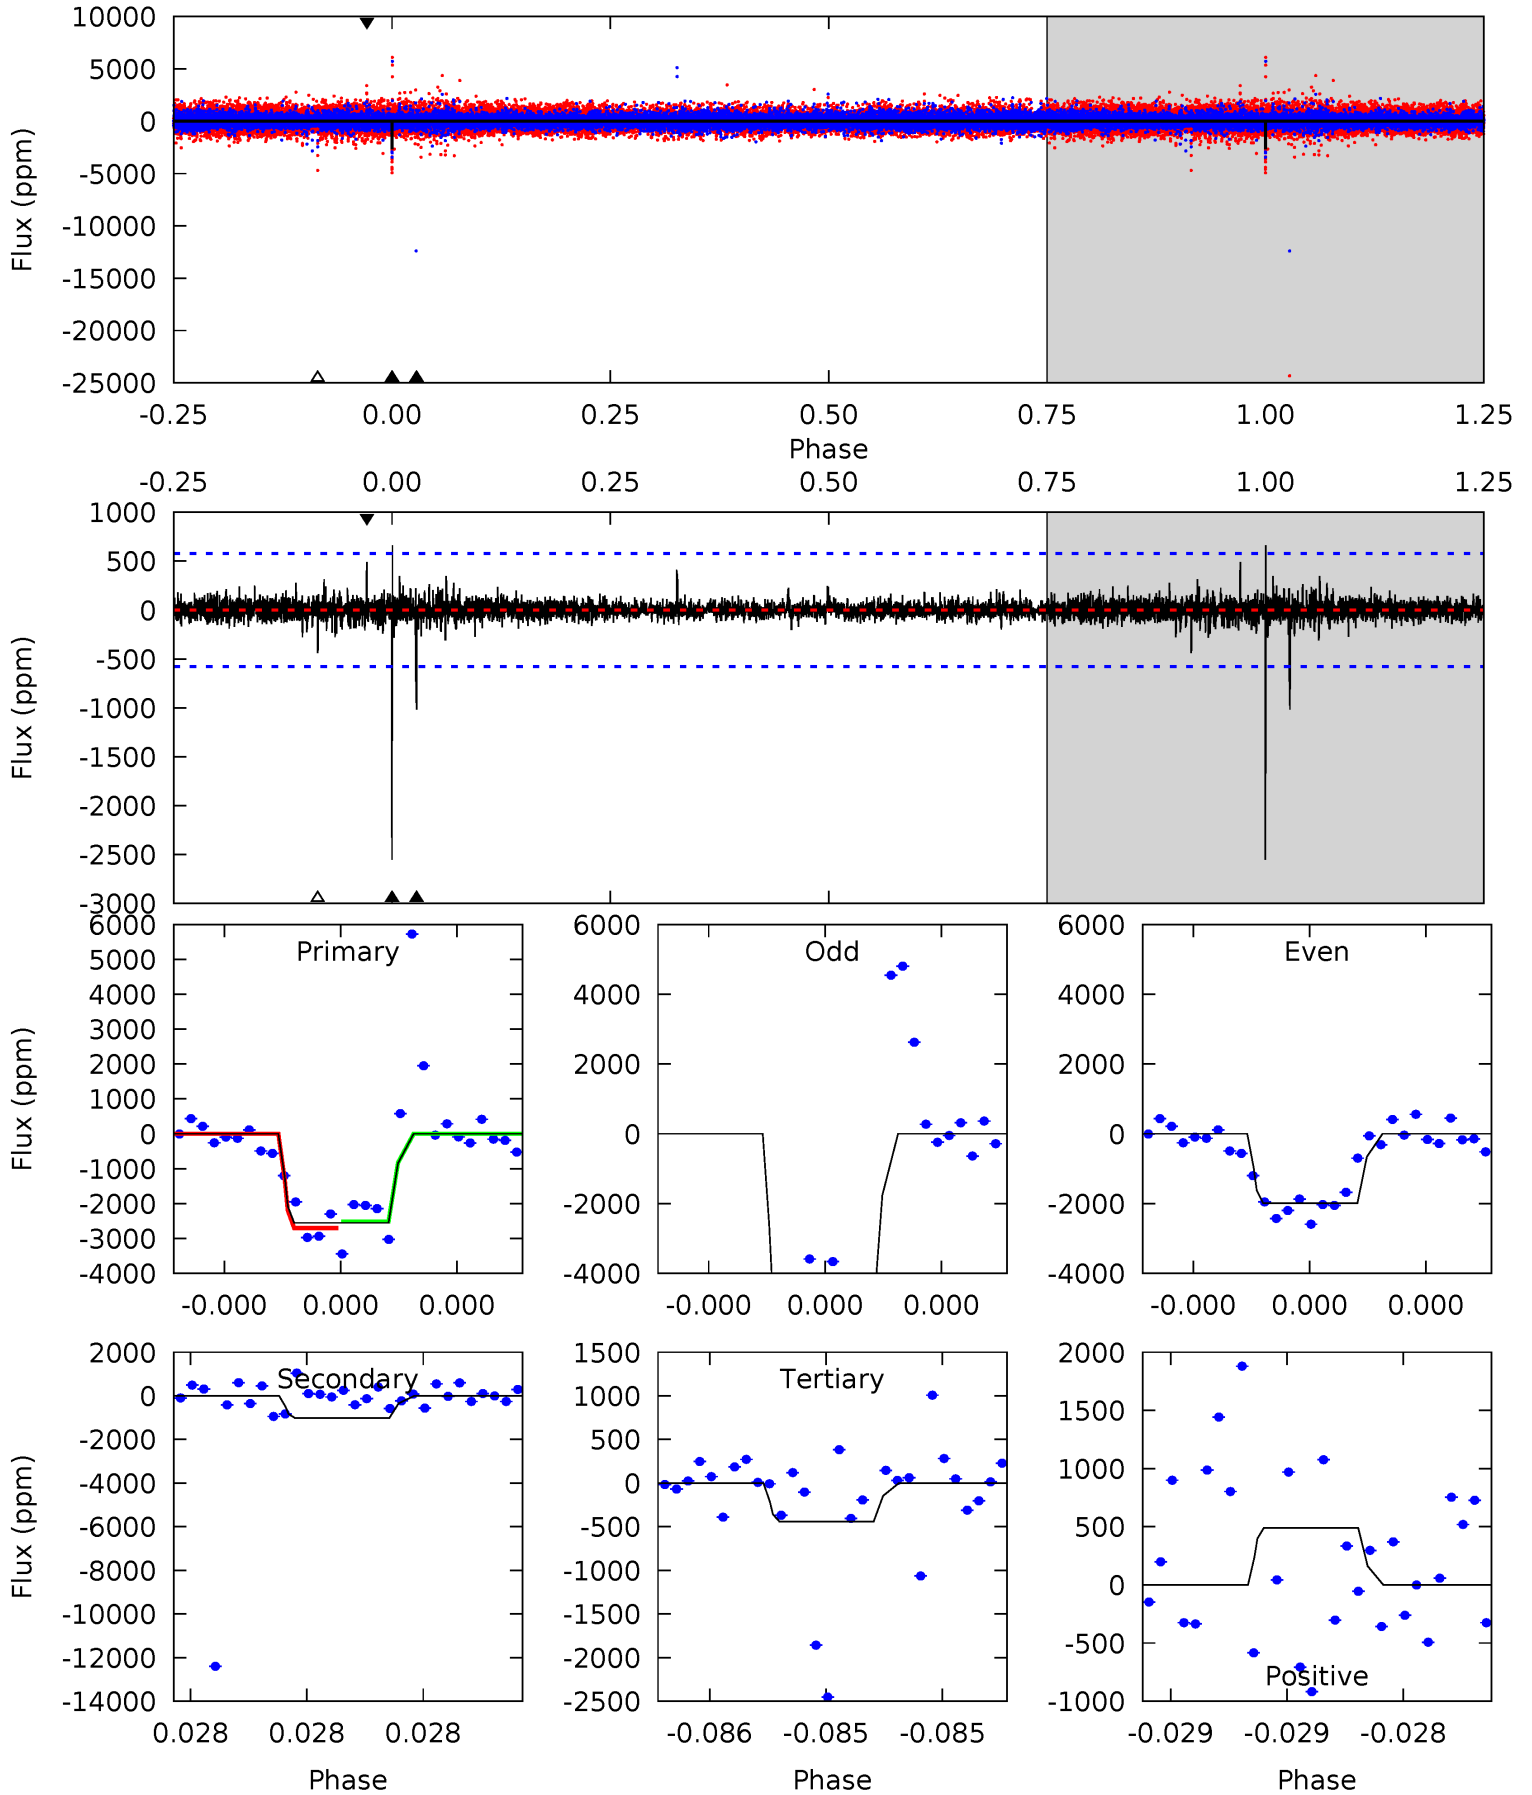 10000
5000
0
-5000
-10000
-15000
-20000
-25000
Flux (ppm)
-0.25 0.00 0.25 0.50 0.75 1.00 1.25
Phase
-0.25 0.00 0.25 0.50 0.75 1.00 1.25
1000
500
0
-500
-1000
-1500
-2000
-2500
-3000
Flux (ppm)
Primary
6000
5000
4000
3000
2000
1000
0
-1000
-2000
-3000
-4000
Flux (ppm)
-0.000 0.000 0.000
Odd
6000
4000
2000
0
-2000
-4000
-0.000 0.000 0.000
Even
6000
4000
2000
0
-2000
-4000
-0.000 0.000 0.000
Secondary
2000
0
-2000
-4000
-6000
-8000
-10000
-12000
-14000
Flux (ppm)
0.028 0.028 0.028
Phase
Tertiary
1500
1000
500
0
-500
-1000
-1500
-2000
-2500
-0.086 -0.085 -0.085
Phase
Positive
2000
1500
1000
500
0
-500
-1000
-0.029 -0.029 -0.028
Phase